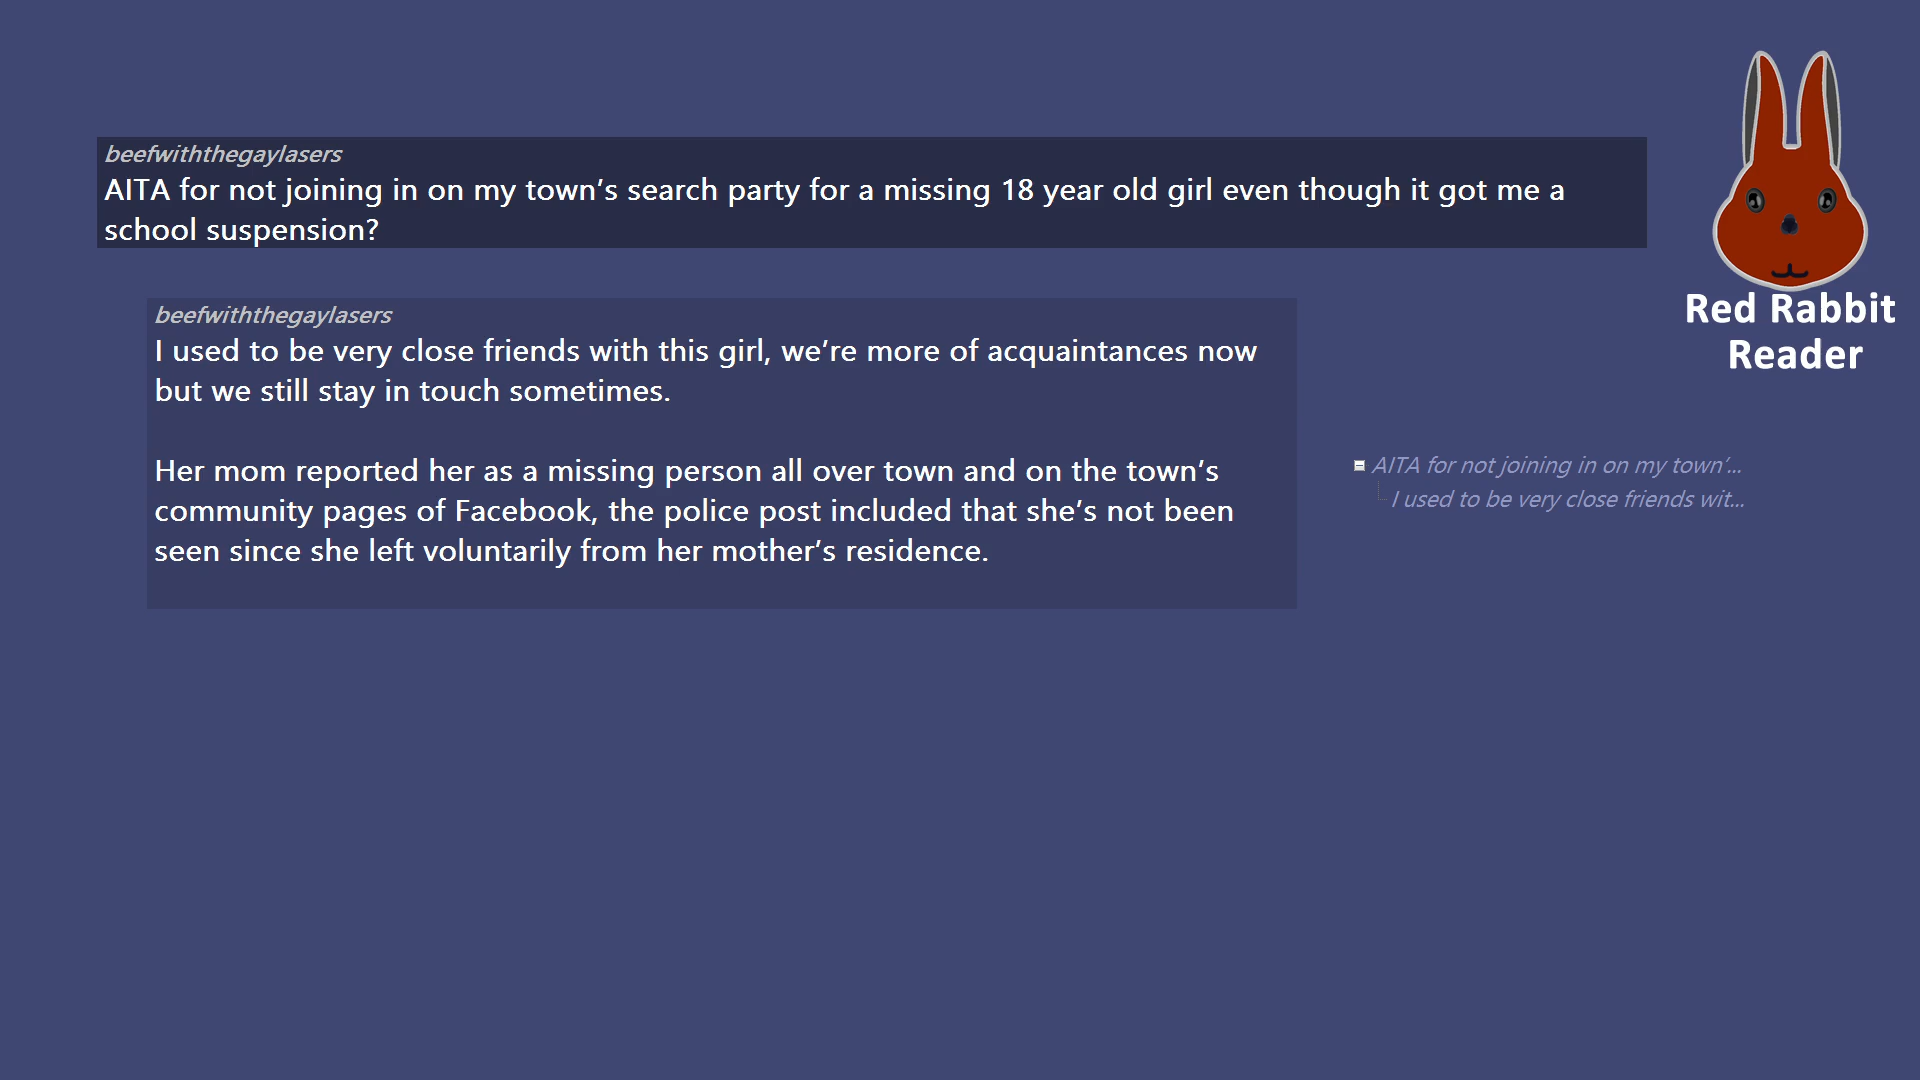 beefwiththegaylasers
AITA for not joining in on my town’s search party for a missing 18 year old girl even though it got me a
school suspension?
beefwiththegaylasers
I used to be very close friends with this girl, we’re more of acquaintances now
but we still stay in touch sometimes.
Her mom reported her as a missing person all over town and on the town’s
community pages of Facebook, the police post included that she’s not been
seen since she left voluntarily from her mother’s residence.
Red Rabbit
Reader
AITA for not joining in on my town’...
I used to be very close friends wit...